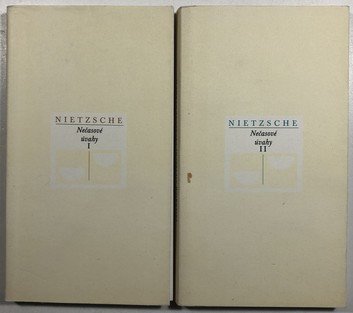 NIETZSCHE
Nečasové
úvahy
I
NIETZSCHE
Nečasové
úvahy
II